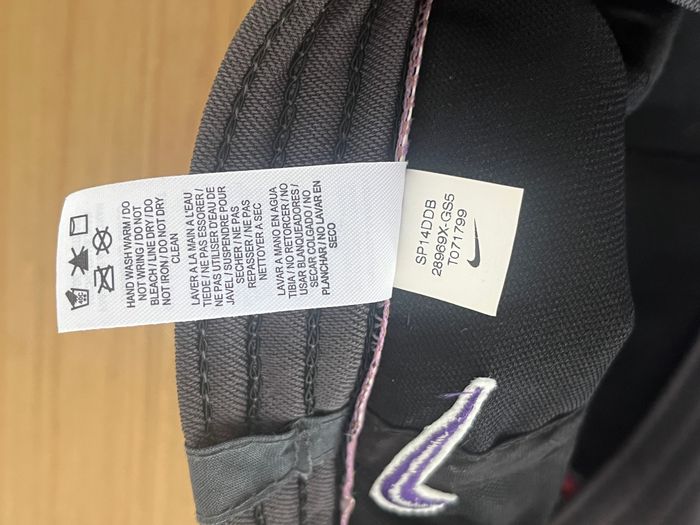 HAND WASH WARM / DO
NOT WRING / DO NOT
BLEACH / LINE DRY / DO
NOT IRON / DO NOT DRY
CLEAN
LAVER A LA MAIN A L'EAU
TIEDE / NE PAS ESSORER /
NE PAS UTILISER D'EAU DE
JAVEL / SUSPENDRE POUR
SECHER / NE PAS
REPASSER / NE PAS
NETTOYER A SEC
LAVAR A MANO EN AGUA
TIBIA / NO RETORCER / NO
USAR BLANQUEADORES /
SECAR COLGADO / NO
PLANCHAR / NO LAVAR EN
SECO
SP14DDB
28969X-GS5
TO71799